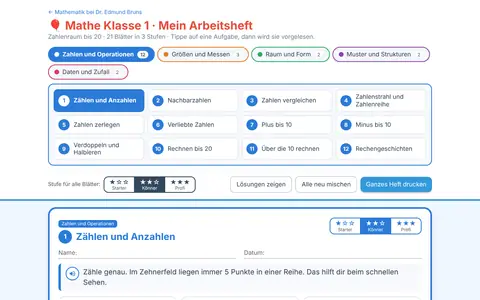 ← Mathematik bei Dr. Edmund Bruns
Mathe Klasse 1 · Mein Arbeitsheft
Zahlenraum bis 20 · 21 Blätter in 3 Stufen · Tippe auf eine Aufgabe, dann wird sie vorgelesen.
Zahlen und Operationen 12
Größen und Messen 3
Raum und Form 2
Muster und Strukturen 2
Daten und Zufall 2
1 Zählen und Anzahlen
2 Nachbarzahlen
3 Zahlen vergleichen
4 Zahlenstrahl und Zahlenreihe
5 Zahlen zerlegen
6 Verliebte Zahlen
7 Plus bis 10
8 Minus bis 10
9 Verdoppeln und Halbieren
10 Rechnen bis 20
11 Über die 10 rechnen
12 Rechengeschichten
Stufe für alle Blätter:
★☆☆ Starter
★★☆ Könner
★★★ Profi
Lösungen zeigen
Alle neu mischen
Ganzes Heft drucken
Zahlen und Operationen
1 Zählen und Anzahlen
★☆☆ Starter
★★☆ Könner
★★★ Profi
Name:
Datum:
Zähle genau. Im Zehnerfeld liegen immer 5 Punkte in einer Reihe. Das hilft dir beim schnellen
Sehen.